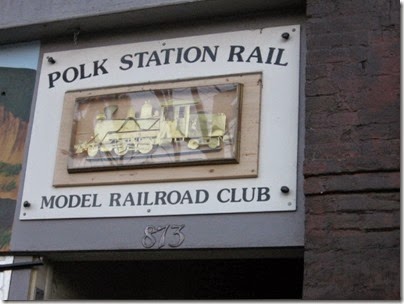 POLK STATION RAIL
MODEL RAILROAD CLUB
873